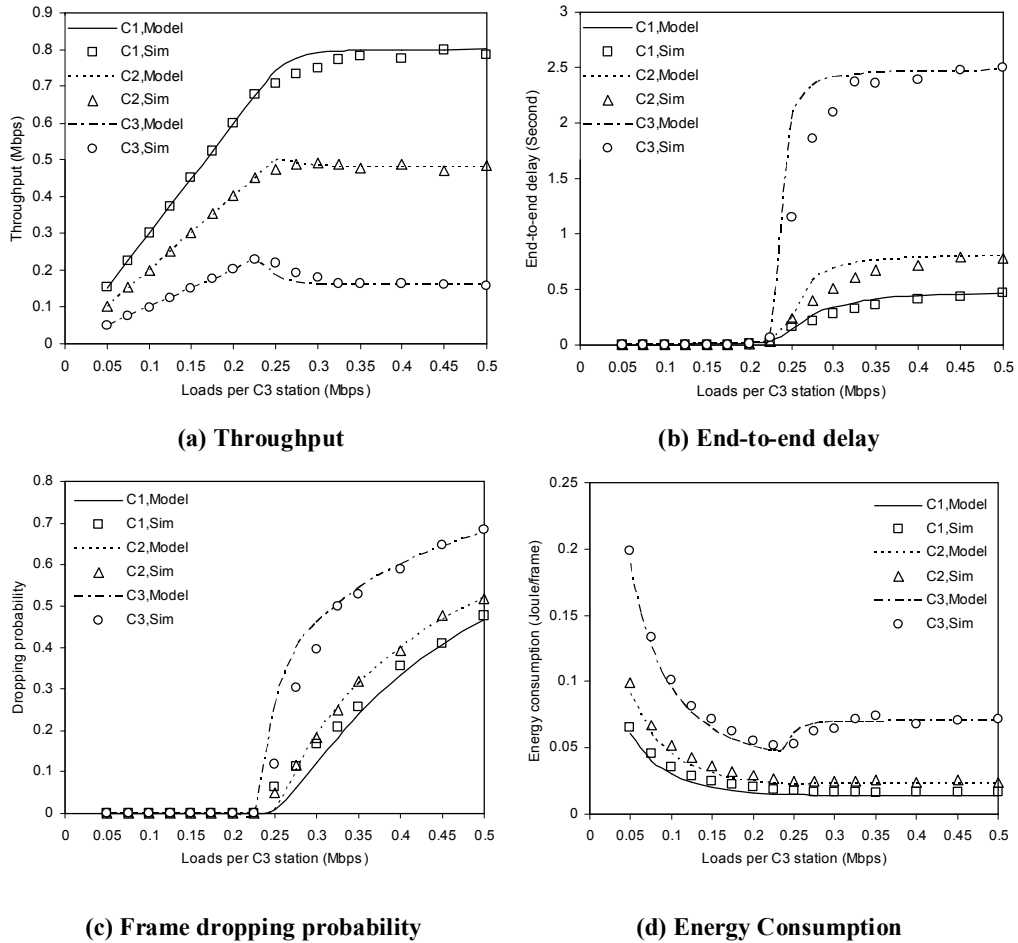 0.9
0.8
0.7
0.6
0.5
0.4
0.3
0.2
0.1
0
Throughput (Mbps)
C1,Model
C1,Sim
C2,Model
C2,Sim
C3,Model
C3,Sim
0 0.05 0.1 0.15 0.2 0.25 0.3 0.35 0.4 0.45 0.5
Loads per C3 station (Mbps)
(a) Throughput
3
2.5
2
1.5
1
0.5
0
End-to-end delay (Second)
C1,Model
C1,Sim
C2,Model
C2,Sim
C3,Model
C3,Sim
0 0.05 0.1 0.15 0.2 0.25 0.3 0.35 0.4 0.45 0.5
Loads per C3 station (Mbps)
(b) End-to-end delay
0.8
0.7
0.6
0.5
0.4
0.3
0.2
0.1
0
Dropping probability
C1,Model
C1,Sim
C2,Model
C2,Sim
C3,Model
C3,Sim
0 0.05 0.1 0.15 0.2 0.25 0.3 0.35 0.4 0.45 0.5
Loads per C3 station (Mbps)
(c) Frame dropping probability
0.25
0.2
0.15
0.1
0.05
0
Energy consumption (Joule/frame)
C1,Model
C1,Sim
C2,Model
C2,Sim
C3,Model
C3,Sim
0 0.05 0.1 0.15 0.2 0.25 0.3 0.35 0.4 0.45 0.5
Loads per C3 station (Mbps)
(d) Energy Consumption